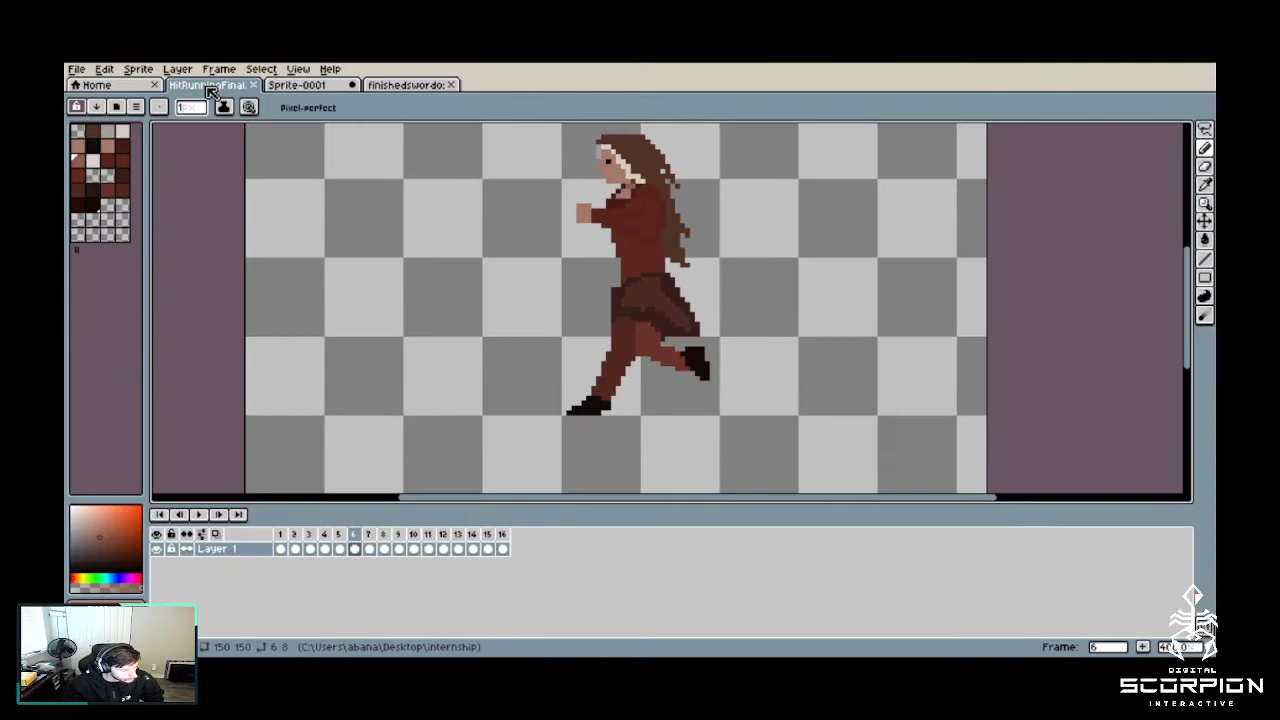 File Edit Sprite Layer Frame Select View Help
Home Sprite-0001 finishedswordo:
Pixel-perfect
1 2 3 4 5 6 7 8 9 10 11 12 13 14 15 16
Layer 1
150 150 6 8 (C:\Users\abana\Desktop\internship)
Frame: 6
DIGITAL
SCORPION
INTERACTIVE